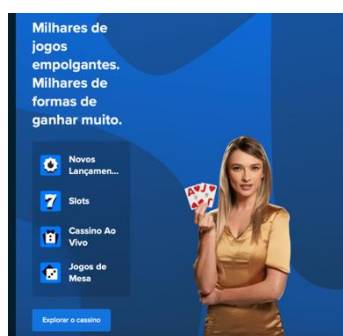 Milhares de
jogos
empolgantes.
Milhares de
formas de
ganhar muito.
Novos
Lançamen...
Slots
Cassino Ao
Vivo
Jogos de
Mesa
Explorar o cassino